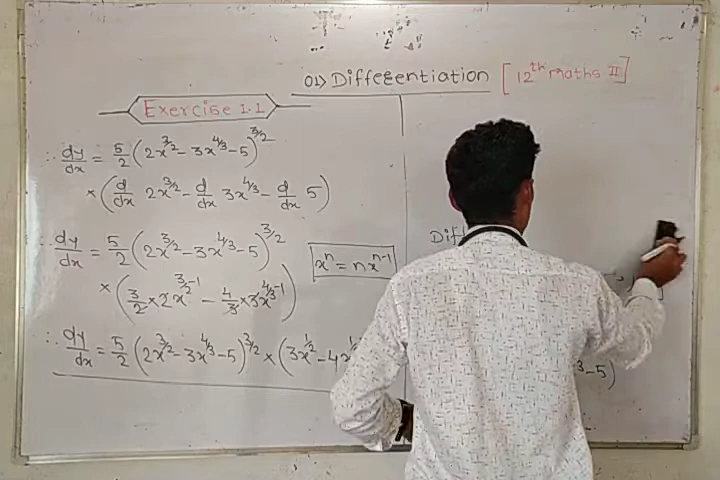 01) Differentiation [12th maths II]
Exercise 1.1
∴ dy/dx = 5/2 (2x^3/2 - 3x^4/3 - 5)^3/2
× (d/dx 2x^3/2 - d/dx 3x^4/3 - d/dx 5)
∴ dy/dx = 5/2 (2x^3/2 - 3x^4/3 - 5)^3/2
× (3/2 × 2x^3/2-1 - 4/3 × 3x^4/3-1)
x^n = nx^n-1
∴ dy/dx = 5/2 (2x^3/2 - 3x^4/3 - 5)^3/2 × (3x^1/2 - 4x
- 5)